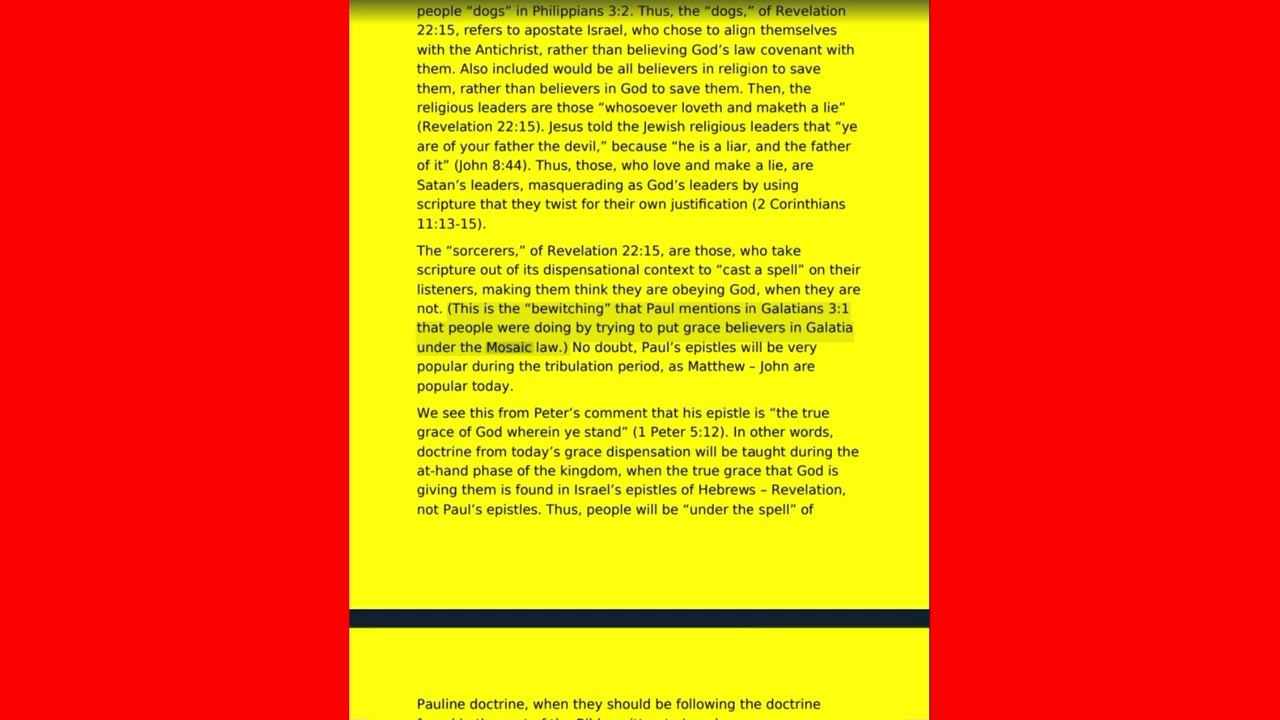 people “dogs” in Philippians 3:2. Thus, the “dogs,” of Revelation
22:15, refers to apostate Israel, who chose to align themselves
with the Antichrist, rather than believing God’s law covenant with
them. Also included would be all believers in religion to save
them, rather than believers in God to save them. Then, the
religious leaders are those “whosoever loveth and maketh a lie”
(Revelation 22:15). Jesus told the Jewish religious leaders that “ye
are of your father the devil,” because “he is a liar, and the father
of it” (John 8:44). Thus, those, who love and make a lie, are
Satan’s leaders, masquerading as God’s leaders by using
scripture that they twist for their own justification (2 Corinthians
11:13-15).
The “sorcerers,” of Revelation 22:15, are those, who take
scripture out of its dispensational context to “cast a spell” on their
listeners, making them think they are obeying God, when they are
not. (This is the “bewitching” that Paul mentions in Galatians 3:1
that people were doing by trying to put grace believers in Galatia
under the Mosaic law.) No doubt, Paul’s epistles will be very
popular during the tribulation period, as Matthew – John are
popular today.
We see this from Peter’s comment that his epistle is “the true
grace of God wherein ye stand” (1 Peter 5:12). In other words,
doctrine from today’s grace dispensation will be taught during the
at-hand phase of the kingdom, when the true grace that God is
giving them is found in Israel’s epistles of Hebrews – Revelation,
not Paul’s epistles. Thus, people will be “under the spell” of
Pauline doctrine, when they should be following the doctrine